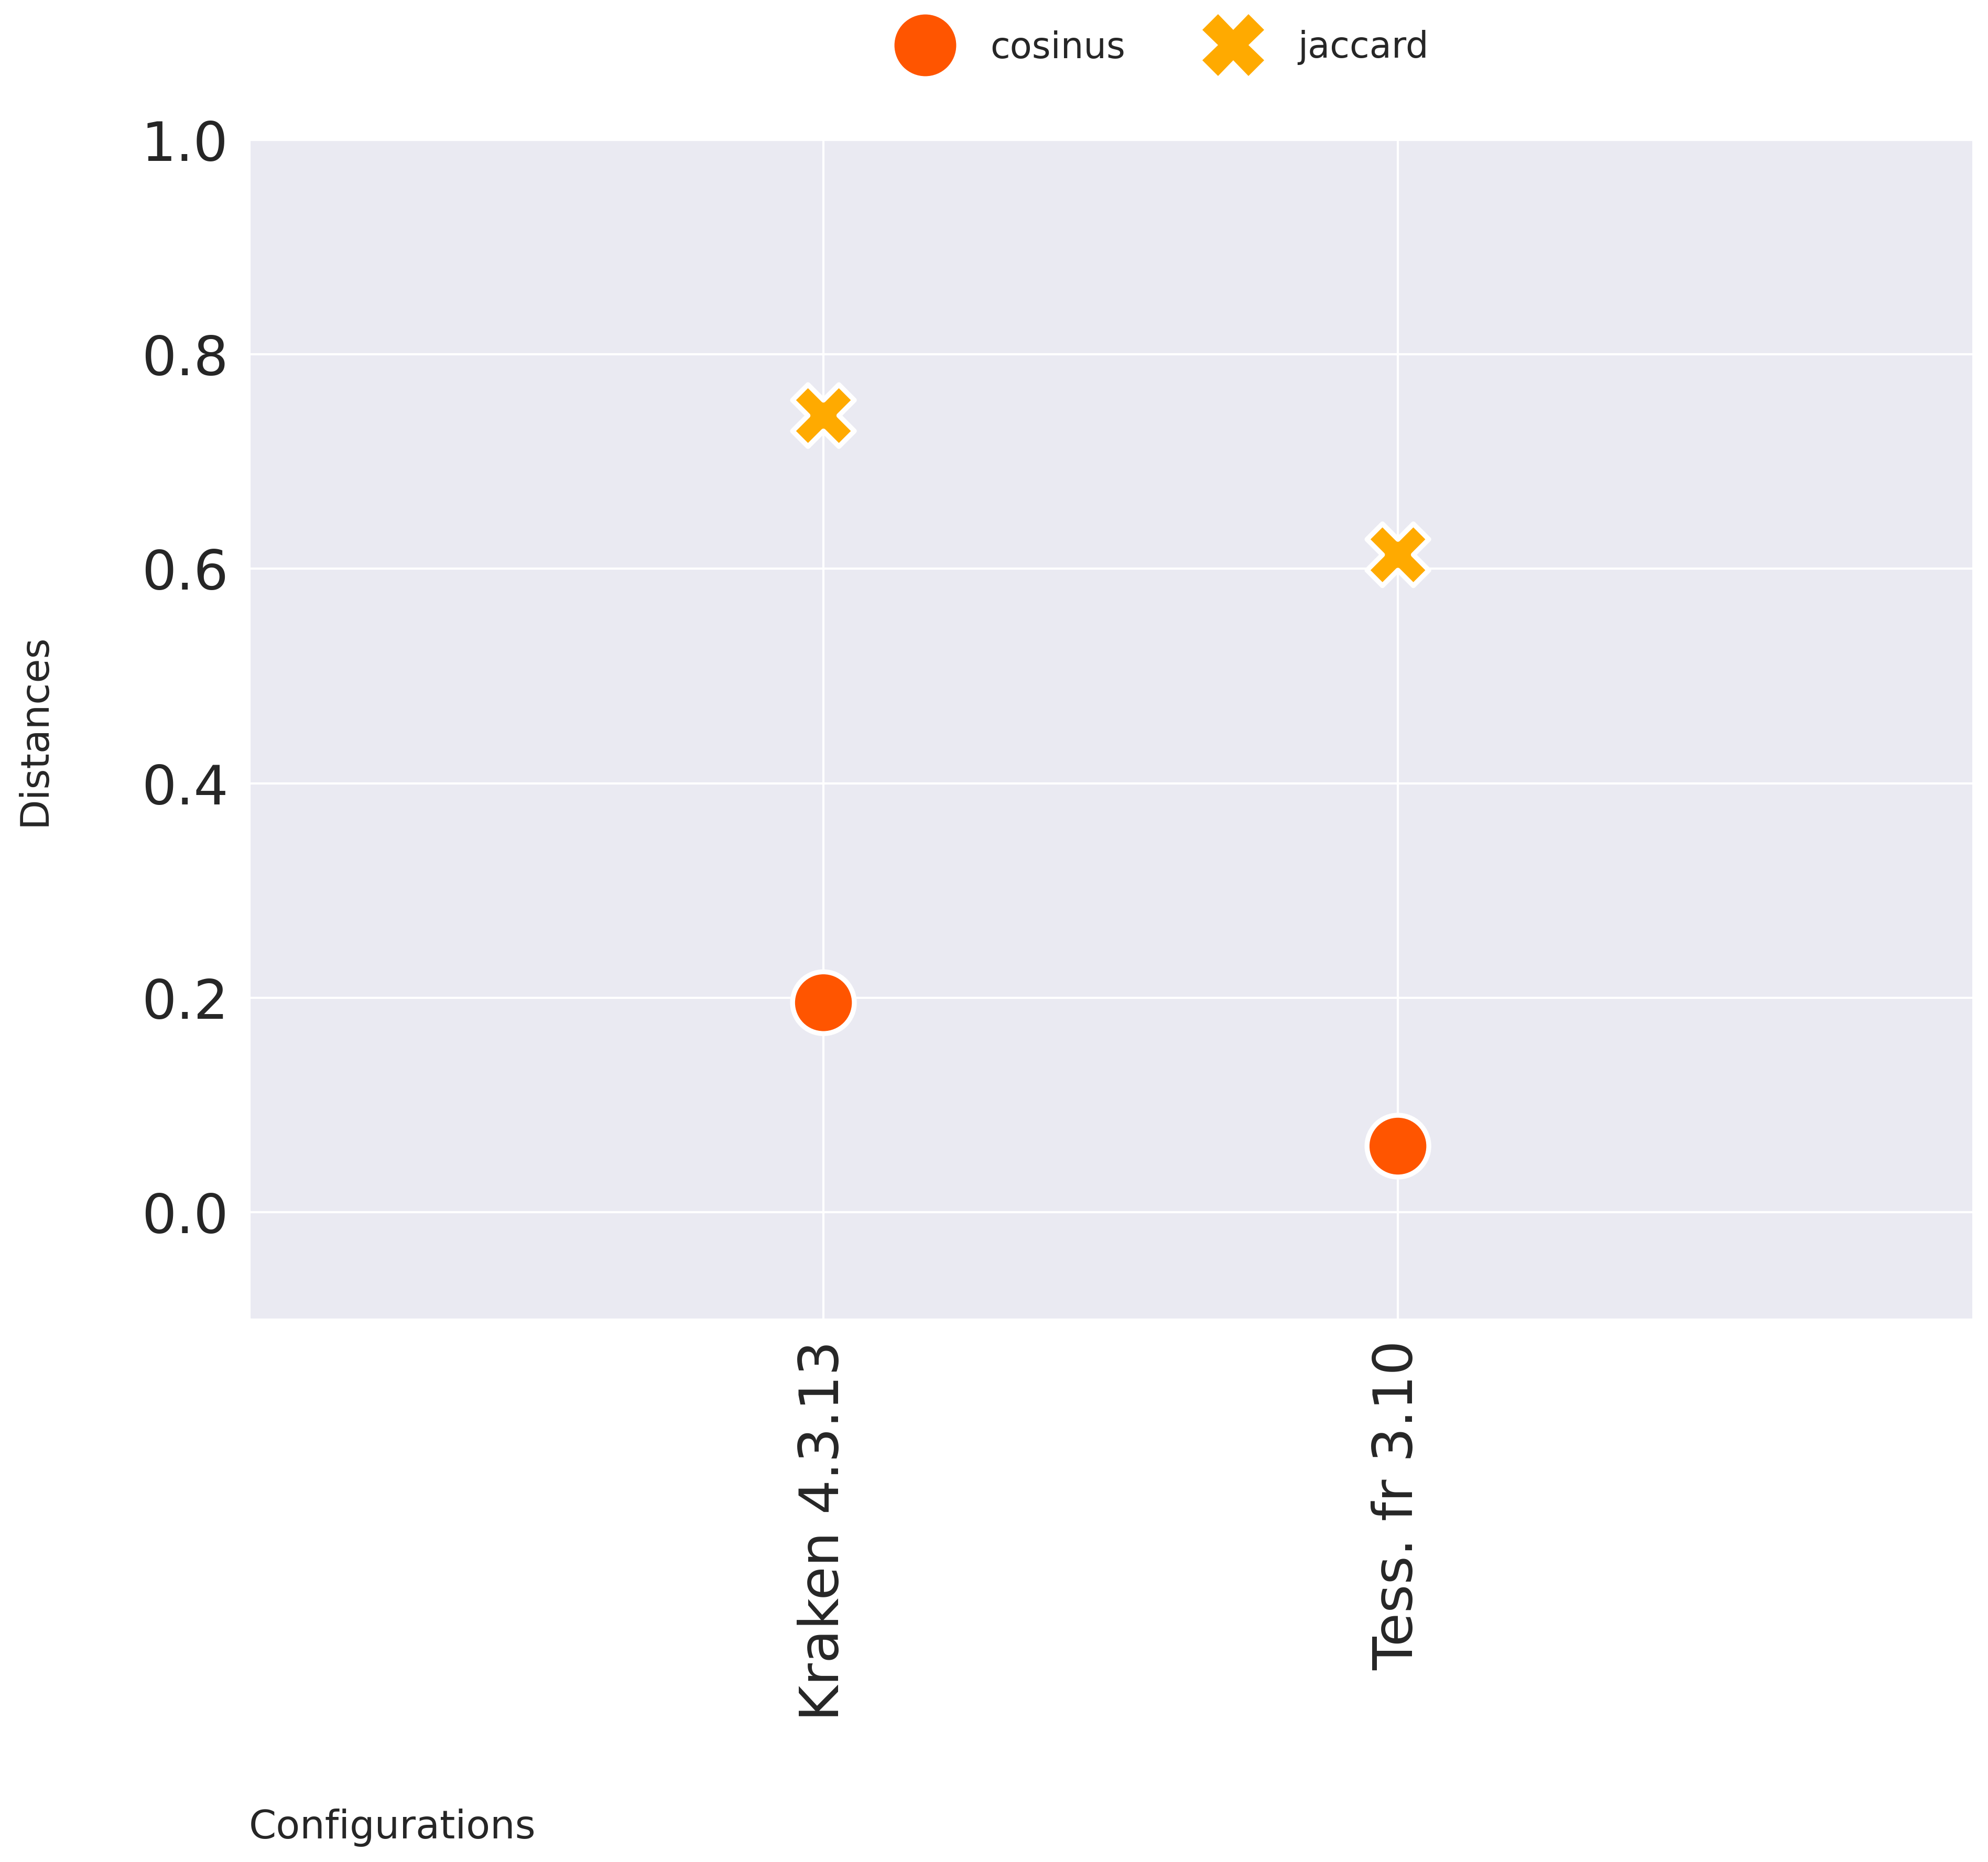 cosinus jaccard
1.0
0.8
0.6
0.4
0.2
0.0
Distances
Kraken 4.3.13
Tess. fr 3.10
Configurations